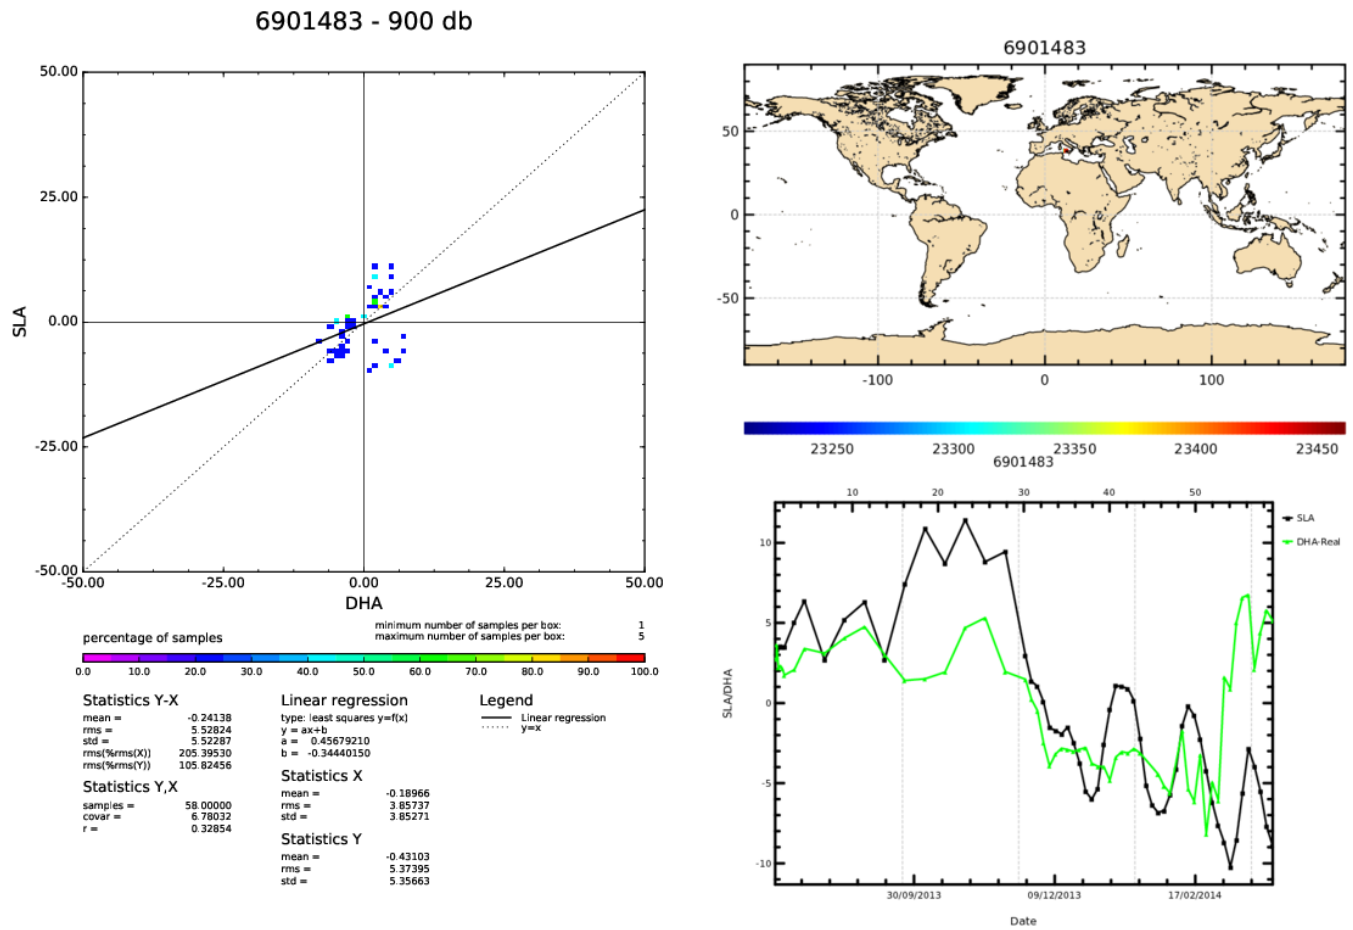 6901483 - 900 db
50.00
25.00
0.00
-25.00
-50.00
SLA
-50.00 -25.00 0.00 25.00 50.00
DHA
minimum number of samples per box: 1
percentage of samples maximum number of samples per box: 5
0.0 10.0 20.0 30.0 40.0 50.0 60.0 70.0 80.0 90.0 100.0
Statistics Y-X
mean = -0.24138
rms = 5.52824
std = 5.52287
rms(%rms(X)) 205.39530
rms(%rms(Y)) 105.82456
Statistics Y,X
samples = 58.00000
covar = 6.78032
r = 0.32854
Linear regression
type: least squares y=f(x)
y = ax+b
a = 0.45679210
b = -0.34440150
Statistics X
mean = -0.18966
rms = 3.85737
std = 3.85271
Statistics Y
mean = -0.43103
rms = 5.37395
std = 5.35663
Legend
Linear regression
y=x
6901483
50
0
-50
-100 0 100
23250 23300 23350 23400 23450
6901483
10 20 30 40 50
10
5
0
-5
-10
SLA/DHA
SLA
DHA-Real
30/09/2013 09/12/2013 17/02/2014
Date